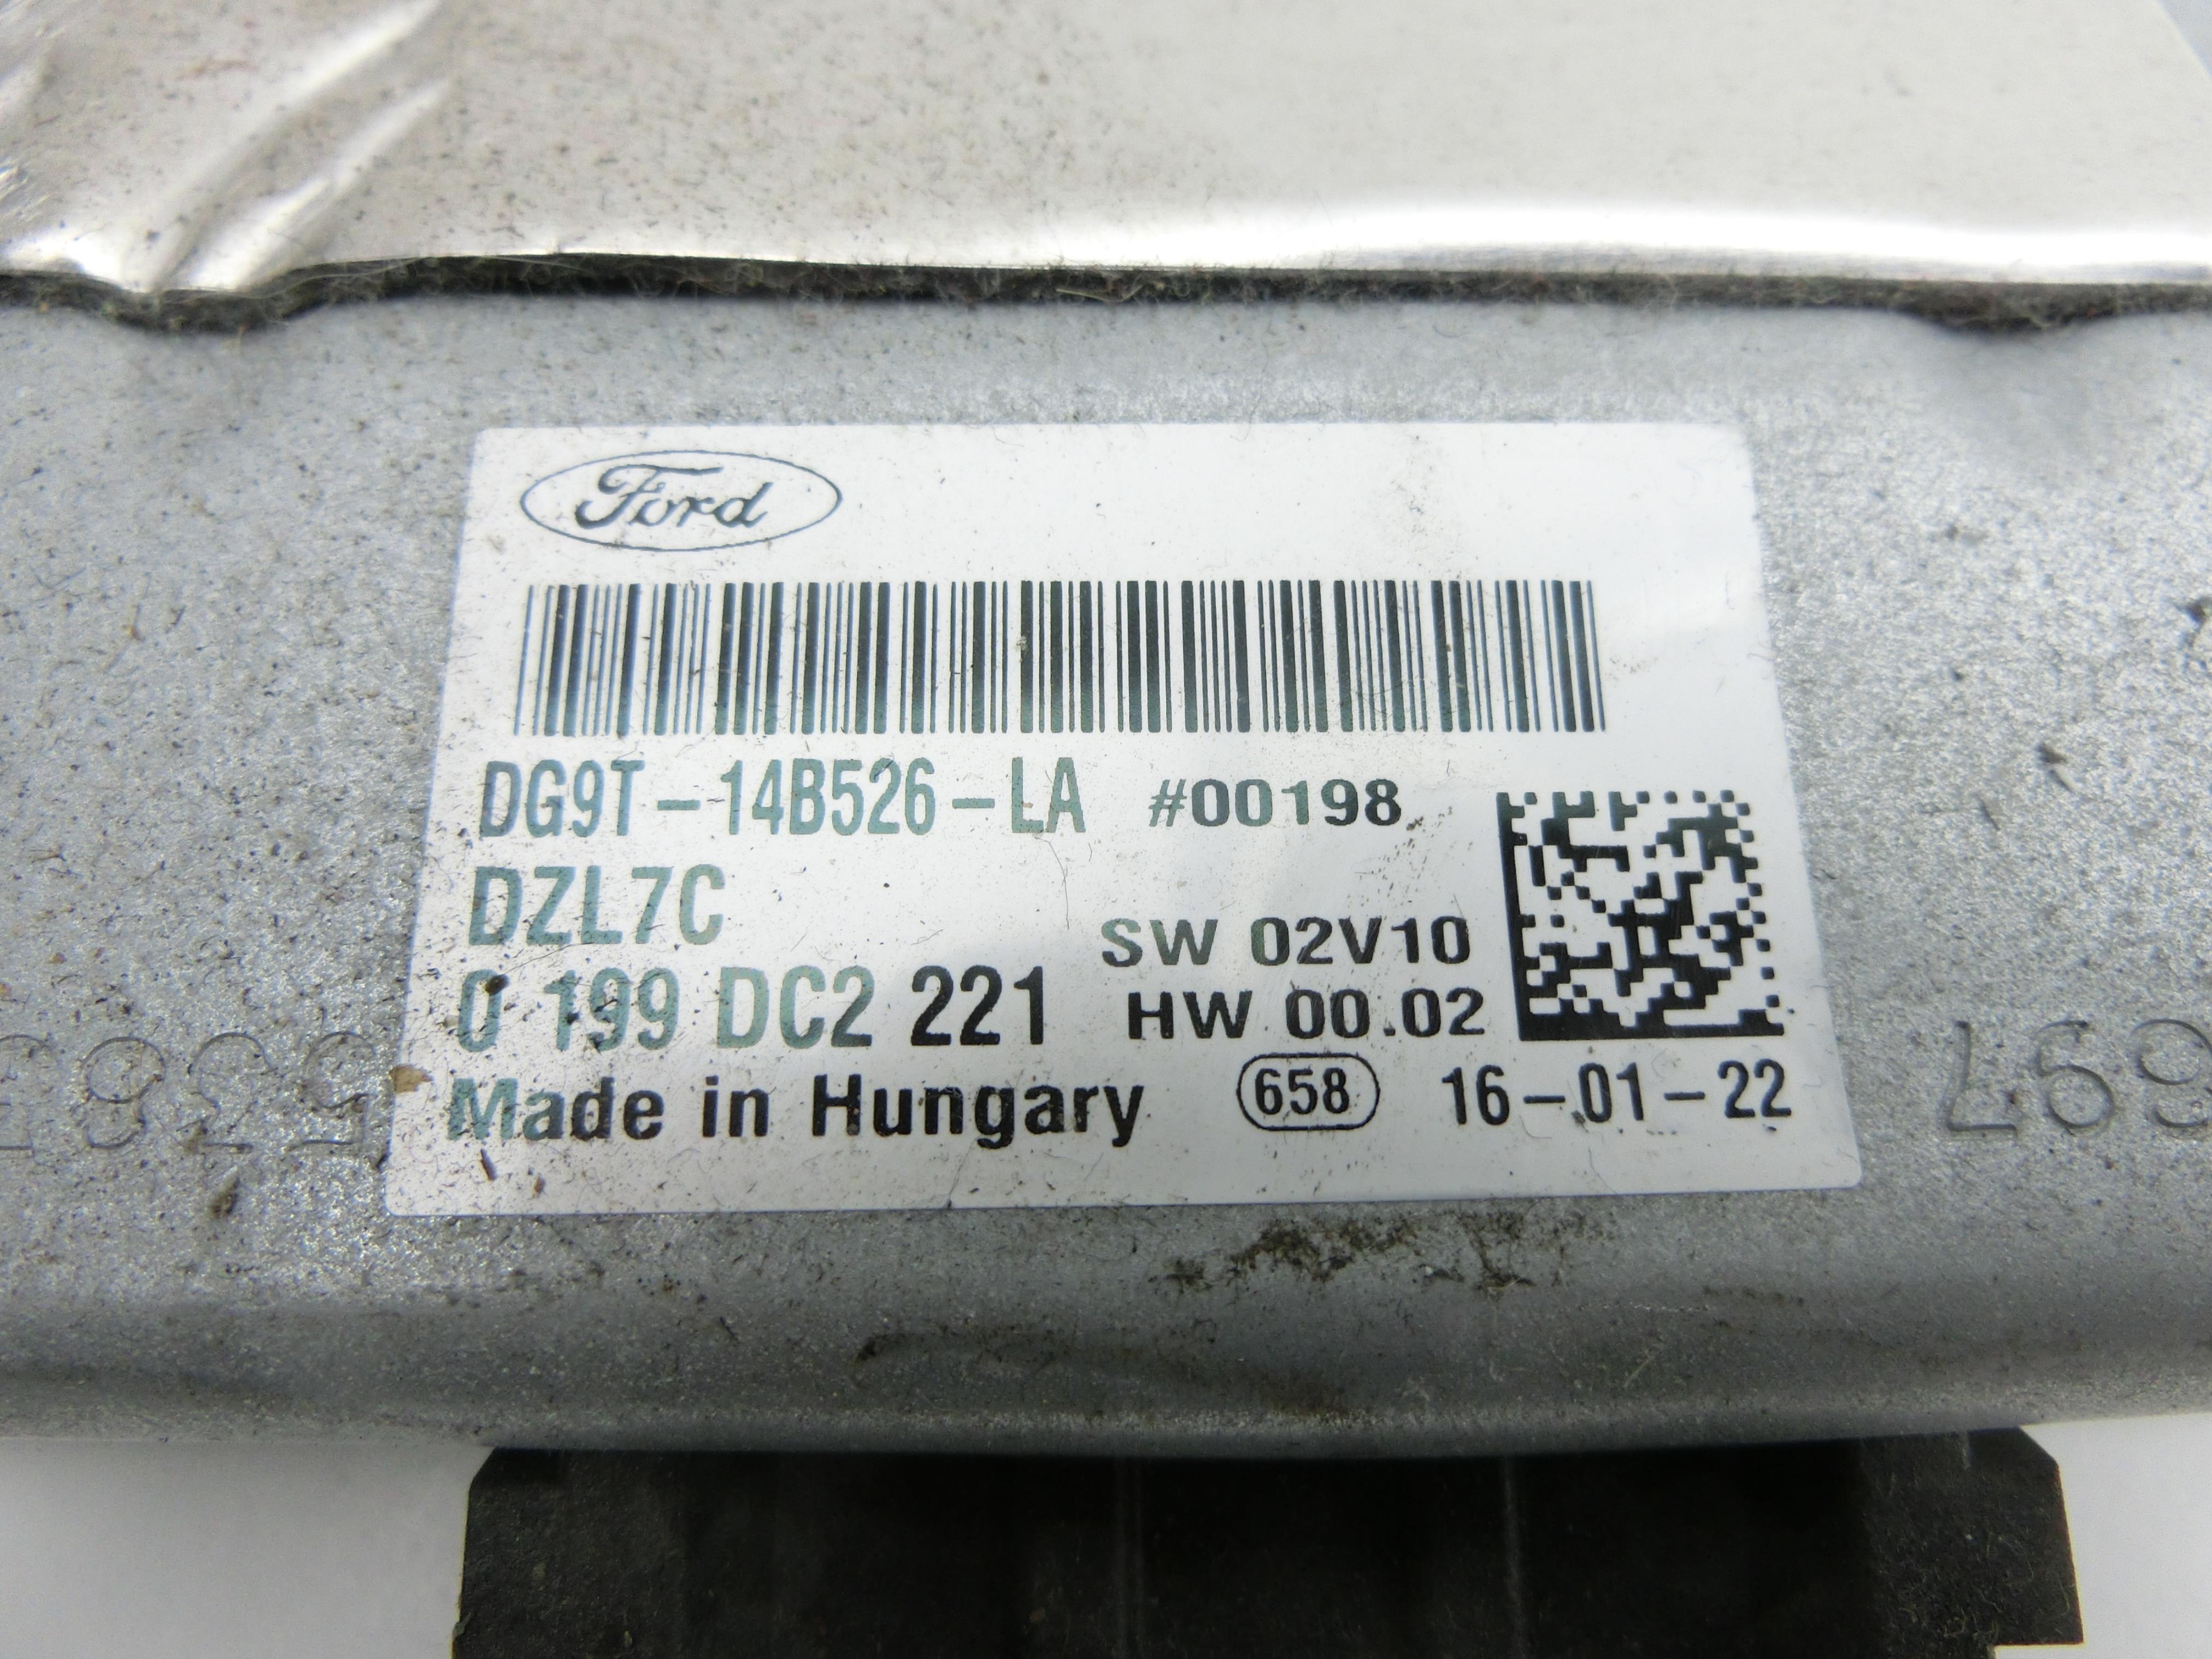 Ford
DG9T-14B526-LA #00198
DZL7C
SW 02V10
0 199 DC2 221 HW 00.02
Made in Hungary 658 16-01-22